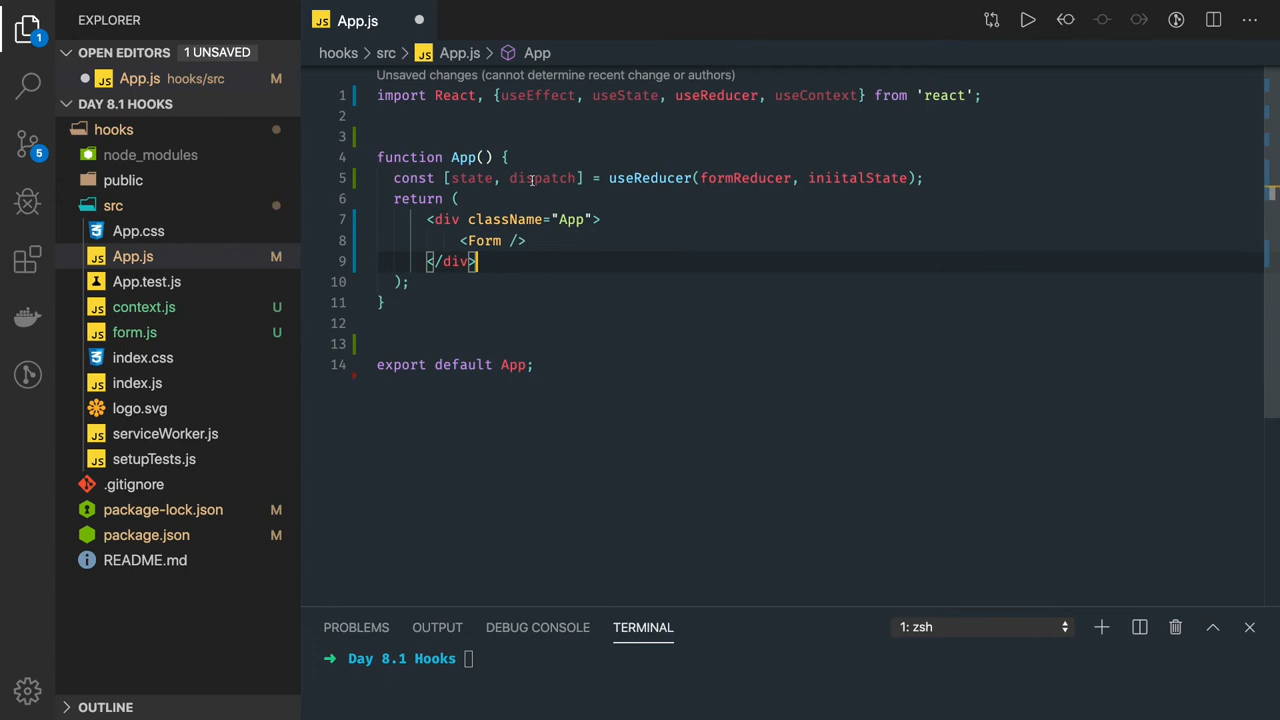 EXPLORER
OPEN EDITORS 1 UNSAVED
App.js hooks/src M
DAY 8.1 HOOKS
hooks
node_modules
public
src
App.css
App.js M
App.test.js
context.js U
form.js U
index.css
index.js
logo.svg
serviceWorker.js
setupTests.js
.gitignore
package-lock.json M
package.json M
README.md
OUTLINE
1
5
JS App.js
hooks > src > JS App.js > App
Unsaved changes (cannot determine recent change or authors)
1 import React, {useEffect, useState, useReducer, useContext} from 'react';
2
3
4 function App() {
5 const [state, dispatch] = useReducer(formReducer, iniitalState);
6 return (
7 <div className="App">
8 <Form />
9 </div>
10 );
11 }
12
13
14 export default App;
PROBLEMS OUTPUT DEBUG CONSOLE TERMINAL 1: zsh
→ Day 8.1 Hooks